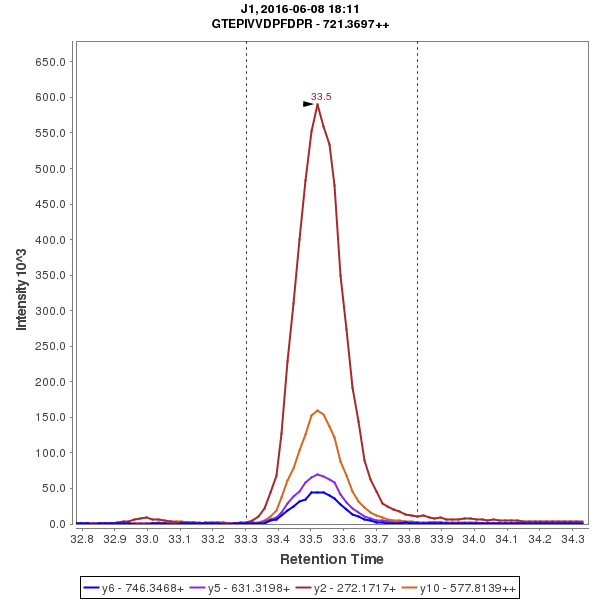 J1, 2016-06-08 18:11
GTEPIVVDPFDPR - 721.3697++
Intensity 10^3
650.0
600.0
550.0
500.0
450.0
400.0
350.0
300.0
250.0
200.0
150.0
100.0
50.0
0.0
33.5
32.8 32.9 33.0 33.1 33.2 33.3 33.4 33.5 33.6 33.7 33.8 33.9 34.0 34.1 34.2 34.3
Retention Time
y6 - 746.3468+ y5 - 631.3198+ y2 - 272.1717+ y10 - 577.8139++